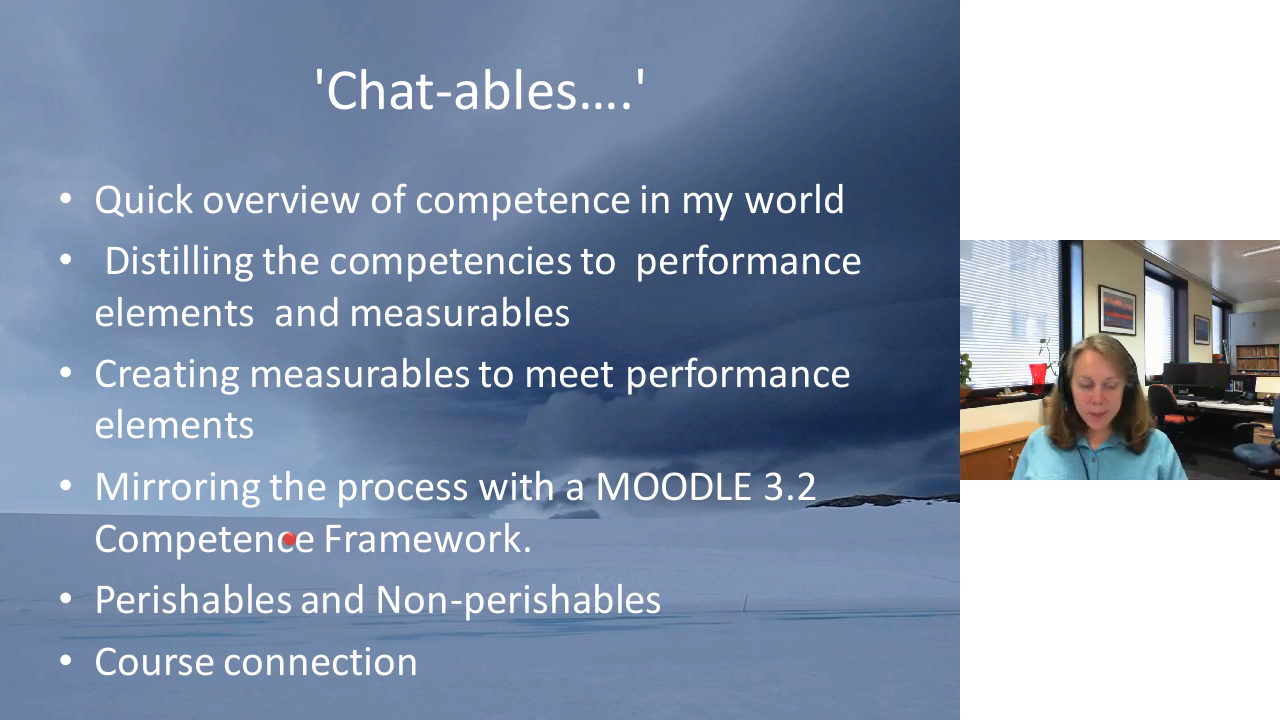 'Chat-ables….'
• Quick overview of competence in my world
• Distilling the competencies to performance
elements and measurables
• Creating measurables to meet performance
elements
• Mirroring the process with a MOODLE 3.2
Competence Framework.
• Perishables and Non-perishables
• Course connection